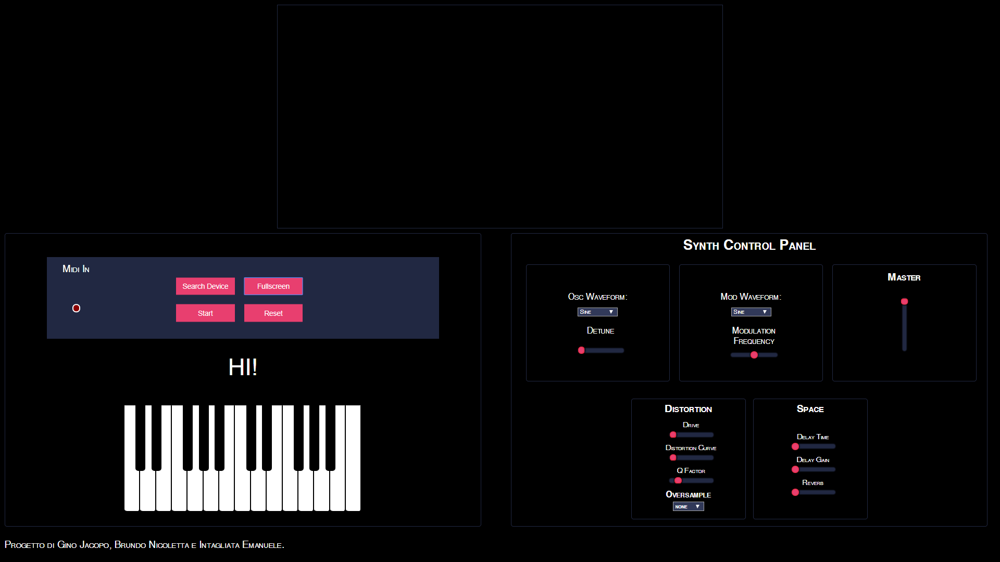 Midi In
Search Device
Fullscreen
Start
Reset
HI!
Synth Control Panel
Osc Waveform:
Sine ▼
Detune
Mod Waveform:
Sine ▼
Modulation
Frequency
Master
Distortion
Drive
Distortion Curve
Q Factor
Oversample
none ▼
Space
Delay Time
Delay Gain
Reverb
Progetto di Gino Jacopo, Brundo Nicoletta e Intagliata Emanuele.